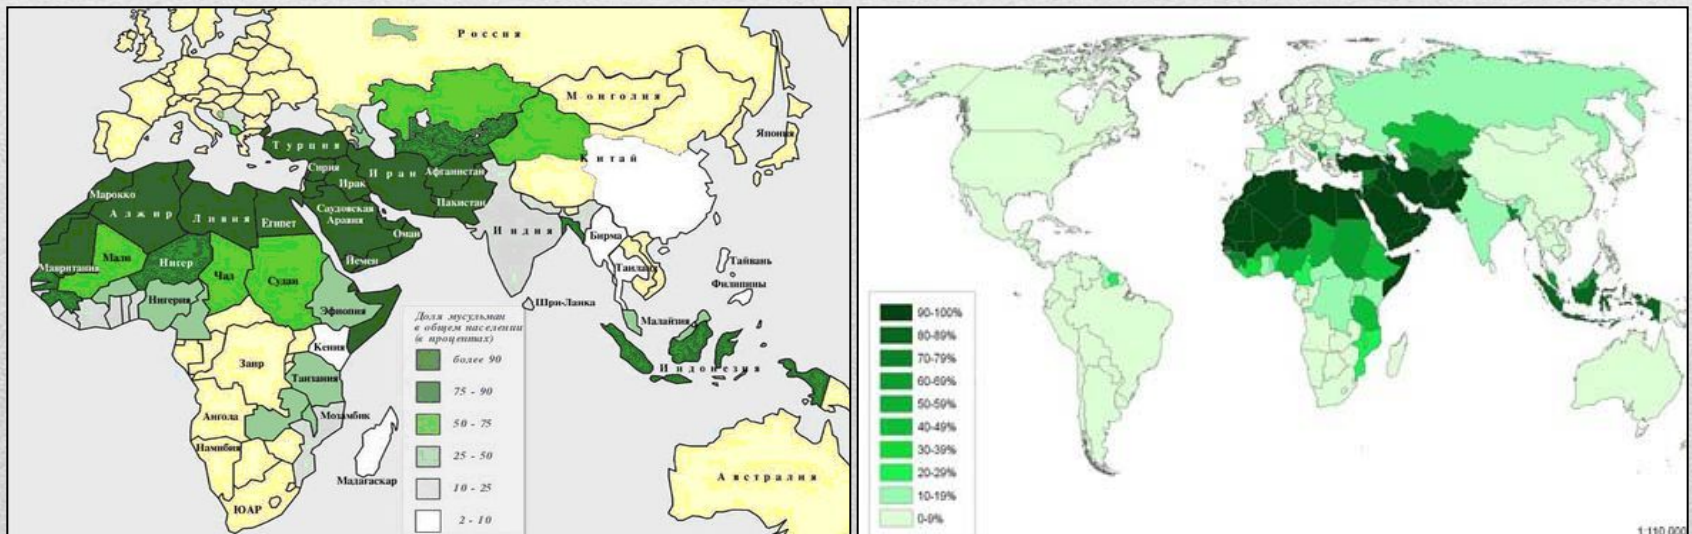 Россия
Монголия
Япония
Китай
Турция
Сирия
Иран
Афганистан
Ирак
Марокко
Алжир
Ливия
Египет
Пакистан
Саудовская
Аравия
Оман
Индия
Бирма
Йемен
Мавритания
Мали
Нигер
Чад
Судан
Таиланд
Тайвань
Филиппины
Нигерия
Эфиопия
Шри-Ланка
Малайзия
Кения
Заир
Танзания
Индонезия
Ангола
Мозамбик
Намибия
Мадагаскар
Австралия
ЮАР
Доля мусульман
в общем населении
(в процентах)
более 90
75 - 90
50 - 75
25 - 50
10 - 25
2 - 10
90-100%
80-89%
70-79%
60-69%
50-59%
40-49%
30-39%
20-29%
10-19%
0-9%
1:110,000